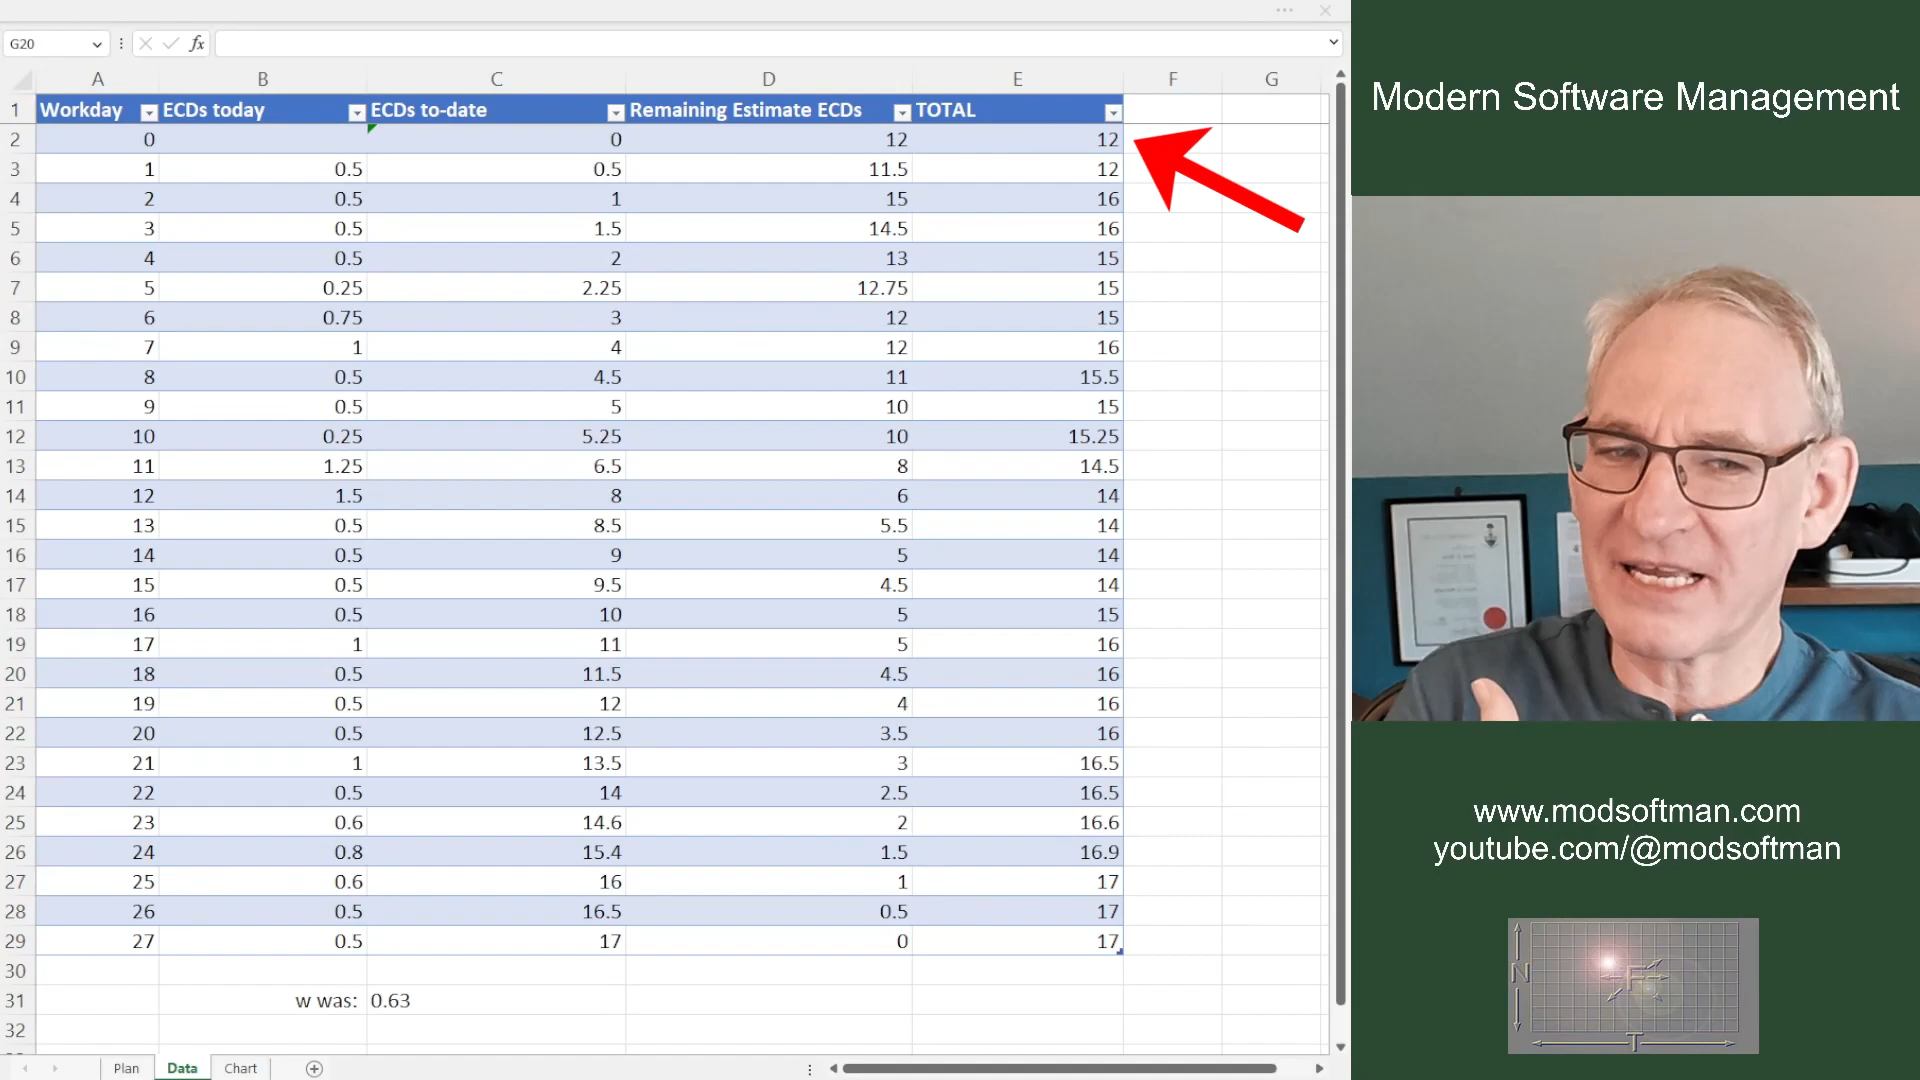 G20
fx
A B C D E F G
1 Workday ECDs today ECDs to-date Remaining Estimate ECDs TOTAL
2 0 0 12 12
3 1 0.5 0.5 11.5 12
4 2 0.5 1 15 16
5 3 0.5 1.5 14.5 16
6 4 0.5 2 13 15
7 5 0.25 2.25 12.75 15
8 6 0.75 3 12 15
9 7 1 4 12 16
10 8 0.5 4.5 11 15.5
11 9 0.5 5 10 15
12 10 0.25 5.25 10 15.25
13 11 1.25 6.5 8 14.5
14 12 1.5 8 6 14
15 13 0.5 8.5 5.5 14
16 14 0.5 9 5 14
17 15 0.5 9.5 4.5 14
18 16 0.5 10 5 15
19 17 1 11 5 16
20 18 0.5 11.5 4.5 16
21 19 0.5 12 4 16
22 20 0.5 12.5 3.5 16
23 21 1 13.5 3 16.5
24 22 0.5 14 2.5 16.5
25 23 0.6 14.6 2 16.6
26 24 0.8 15.4 1.5 16.9
27 25 0.6 16 1 17
28 26 0.5 16.5 0.5 17
29 27 0.5 17 0 17
30
31 w was: 0.63
32
Plan Data Chart
Modern Software Management
www.modsoftman.com
youtube.com/@modsoftman
N
F
T